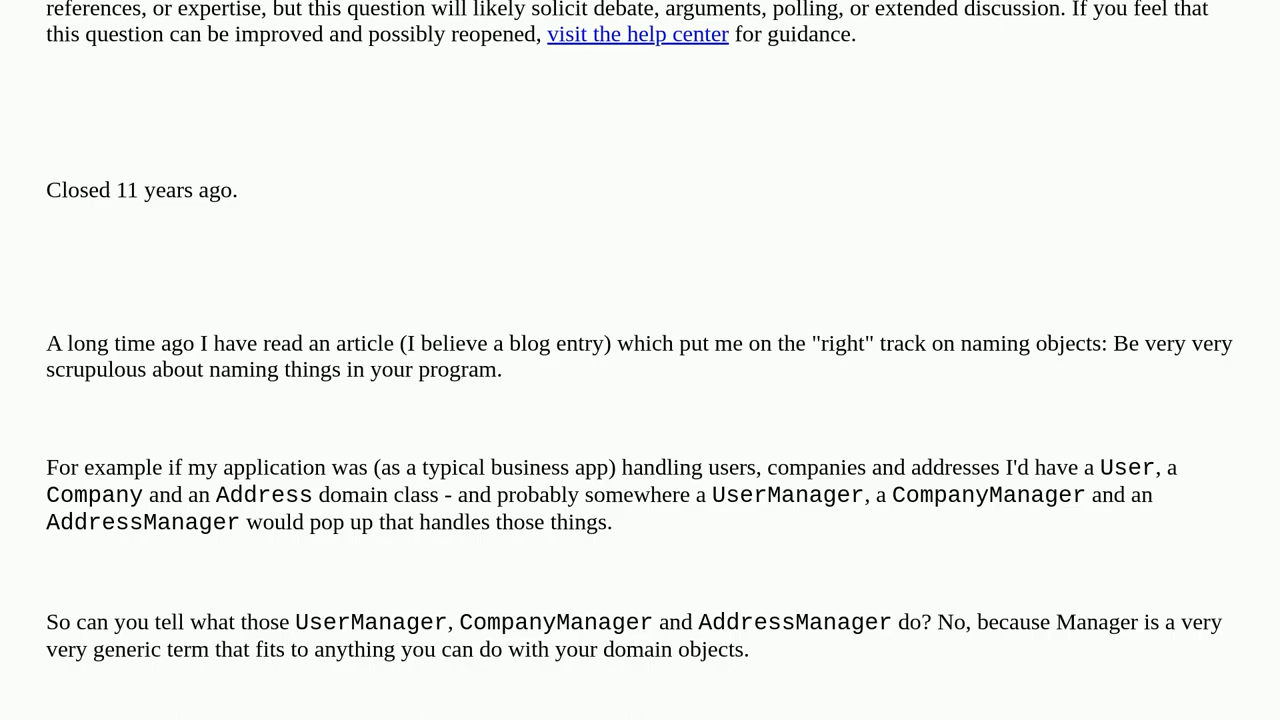 references, or expertise, but this question will likely solicit debate, arguments, polling, or extended discussion. If you feel that
this question can be improved and possibly reopened, visit the help center for guidance.
Closed 11 years ago.
A long time ago I have read an article (I believe a blog entry) which put me on the "right" track on naming objects: Be very very
scrupulous about naming things in your program.
For example if my application was (as a typical business app) handling users, companies and addresses I'd have a User, a
Company and an Address domain class - and probably somewhere a UserManager, a CompanyManager and an
AddressManager would pop up that handles those things.
So can you tell what those UserManager, CompanyManager and AddressManager do? No, because Manager is a very
very generic term that fits to anything you can do with your domain objects.